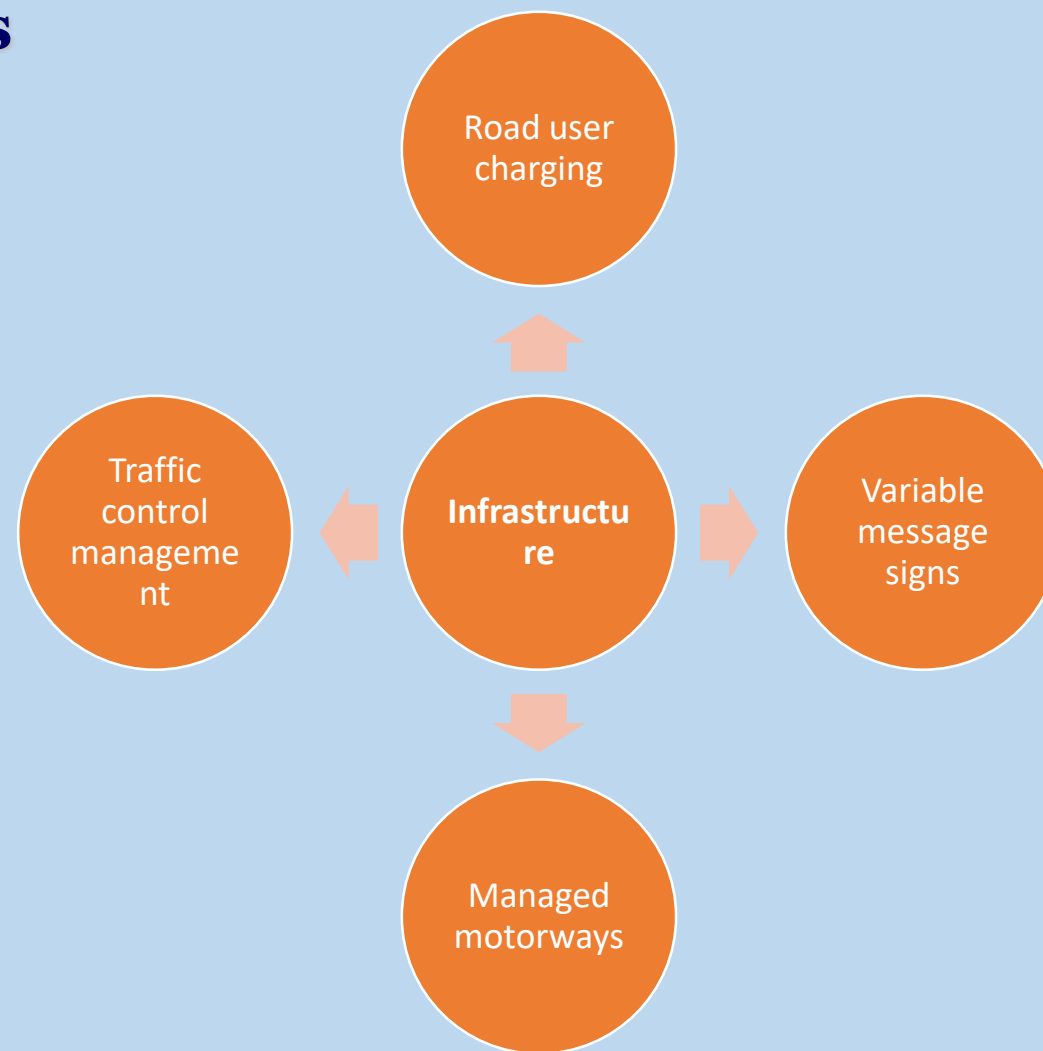 s
Road user
charging
Traffic
control
manageme
nt
Infrastructu
re
Variable
message
signs
Managed
motorways